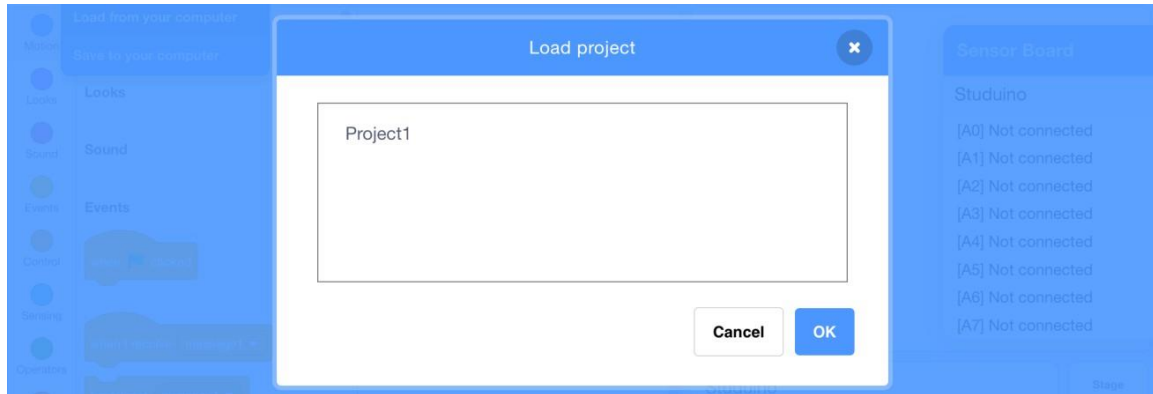 Load from your computer
Save to your computer
Load project
Motion
Looks
Sound
Events
Control
Sensing
Operators
Looks
Sound
Events
Project1
Cancel
OK
Sensor Board
Studuino
[A0] Not connected
[A1] Not connected
[A2] Not connected
[A3] Not connected
[A4] Not connected
[A5] Not connected
[A6] Not connected
[A7] Not connected
Studuino
Stage